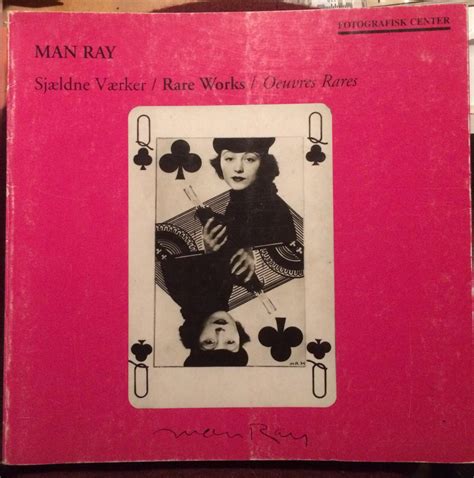 FOTOGRAFISK CENTER
MAN RAY
Sjældne Værker / Rare Works / Oeuvres Rares
Q Q
man Ray
Q Q